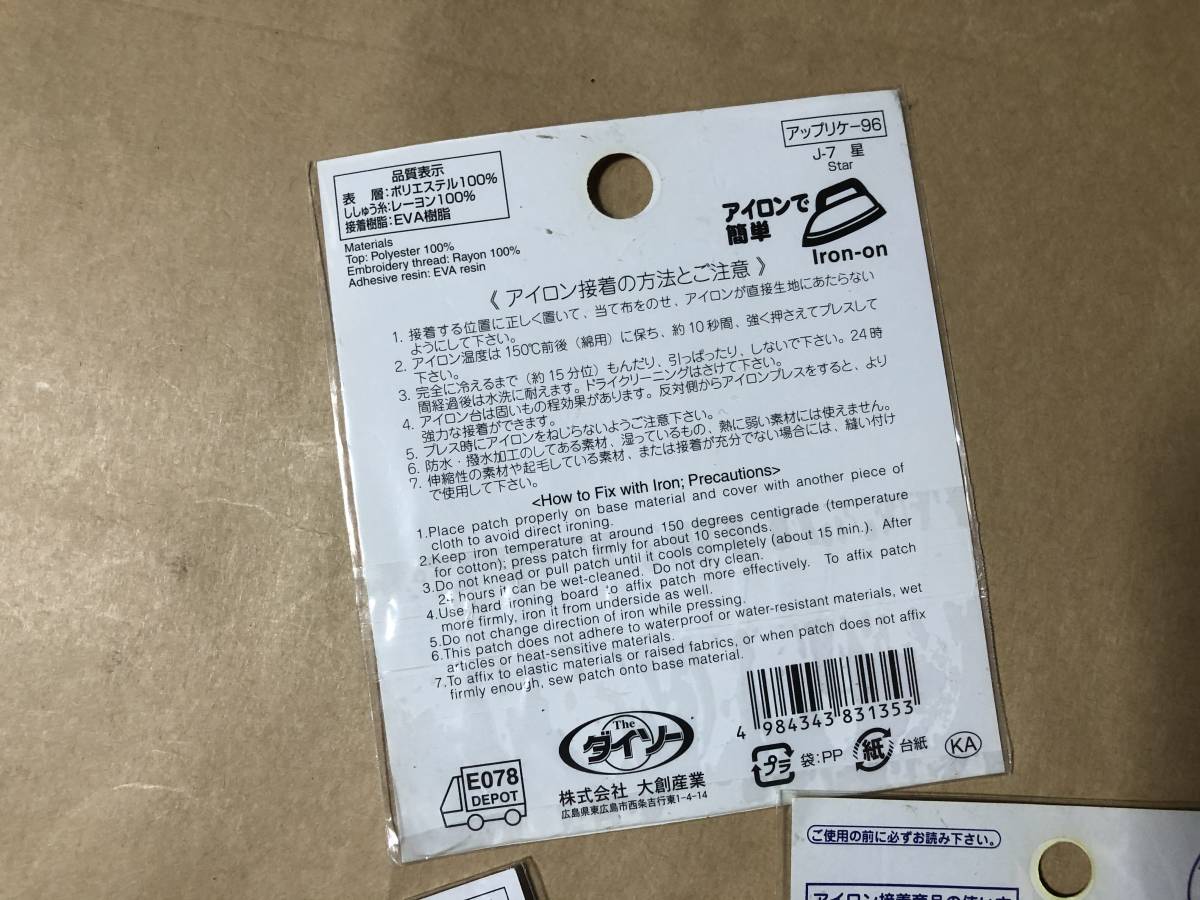 品質表示
表　層:ポリエステル100%
ししゅう糸:レーヨン100%
接着樹脂:EVA樹脂
Materials
Top: Polyester 100%
Embroidery thread: Rayon 100%
Adhesive resin: EVA resin
アップリケー96
J-7 星
Star
アイロンで
簡単
Iron-on
《 アイロン接着の方法とご注意 》
1. 接着する位置に正しく置いて、当て布をのせ、アイロンが直接生地にあたらない
ようにして下さい。
2. アイロン温度は150℃前後（綿用）に保ち、約10秒間、強く押さえてプレスして
下さい。
3. 完全に冷えるまで（約15分位）もんだり、引っぱったり、しないで下さい。24時
間経過後は水洗に耐えます。ドライクリーニングはさけて下さい。
4. アイロン台は固いもの程効果があります。反対側からアイロンプレスをすると、より
強力な接着ができます。
5. プレス時にアイロンをねじらないようご注意下さい。
6. 防水・撥水加工のしてある素材、湿っているもの、熱に弱い素材には使えません。
7. 伸縮性の素材や起毛している素材、または接着が充分でない場合には、縫い付け
で使用して下さい。
<How to Fix with Iron; Precautions>
1.Place patch properly on base material and cover with another piece of
cloth to avoid direct ironing.
2.Keep iron temperature at around 150 degrees centigrade (temperature
for cotton); press patch firmly for about 10 seconds.
3.Do not knead or pull patch until it cools completely (about 15 min.). After
24 hours it can be wet-cleaned. Do not dry clean.
4.Use hard ironing board to affix patch more effectively. To affix patch
more firmly, iron it from underside as well.
5.Do not change direction of iron while pressing.
6.This patch does not adhere to waterproof or water-resistant materials, wet
articles or heat-sensitive materials.
7.To affix to elastic materials or raised fabrics, or when patch does not affix
firmly enough, sew patch onto base material.
4 984343 831353
The
ダイソー
プラ 袋:PP 紙 台紙 KA
E078
DEPOT
株式会社 大創産業
広島県東広島市西条吉行東1-4-14
ご使用の前に必ずお読み下さい。
アイロン接着商品の使い方